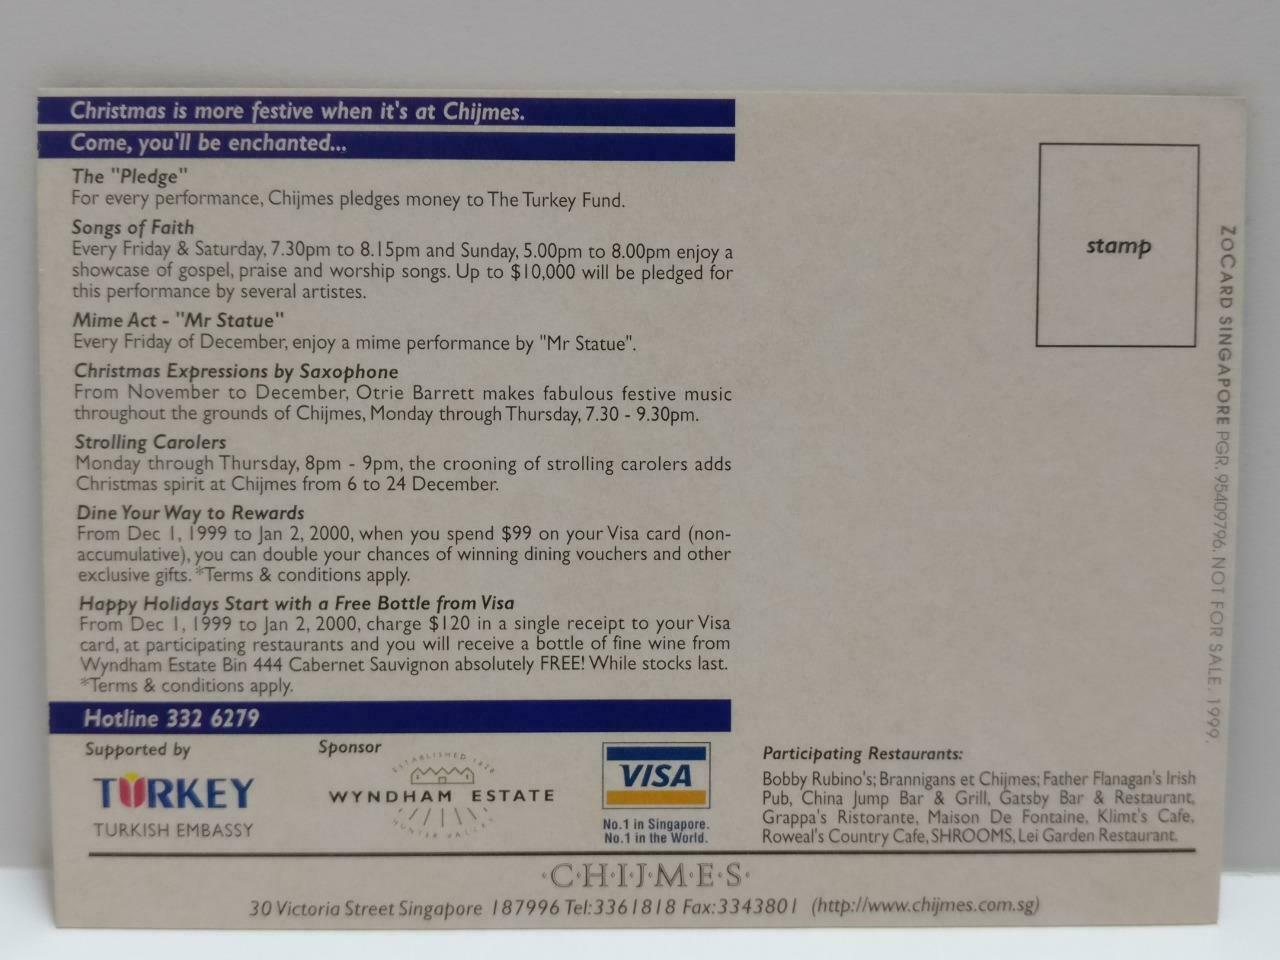 Christmas is more festive when it's at Chijmes.
Come, you'll be enchanted...
The "Pledge"
For every performance, Chijmes pledges money to The Turkey Fund.
Songs of Faith
Every Friday & Saturday, 7.30pm to 8.15pm and Sunday, 5.00pm to 8.00pm enjoy a
showcase of gospel, praise and worship songs. Up to $10,000 will be pledged for
this performance by several artistes.
Mime Act - "Mr Statue"
Every Friday of December, enjoy a mime performance by "Mr Statue".
Christmas Expressions by Saxophone
From November to December, Otrie Barrett makes fabulous festive music
throughout the grounds of Chijmes, Monday through Thursday, 7.30 - 9.30pm.
Strolling Carolers
Monday through Thursday, 8pm - 9pm, the crooning of strolling carolers adds
Christmas spirit at Chijmes from 6 to 24 December.
Dine Your Way to Rewards
From Dec 1, 1999 to Jan 2, 2000, when you spend $99 on your Visa card (non-
accumulative), you can double your chances of winning dining vouchers and other
exclusive gifts. *Terms & conditions apply.
Happy Holidays Start with a Free Bottle from Visa
From Dec 1, 1999 to Jan 2, 2000, charge $120 in a single receipt to your Visa
card, at participating restaurants and you will receive a bottle of fine wine from
Wyndham Estate Bin 444 Cabernet Sauvignon absolutely FREE! While stocks last.
*Terms & conditions apply.
Hotline 332 6279
Supported by
TURKEY
TURKISH EMBASSY
Sponsor
ESTABLISHED 1828
WYNDHAM ESTATE
HUNTER VALLEY
VISA
No.1 in Singapore.
No.1 in the World.
stamp
ZOCARD SINGAPORE PGR. 95409796. NOT FOR SALE. 1999.
Participating Restaurants:
Bobby Rubino's; Brannigans et Chijmes; Father Flanagan's Irish
Pub, China Jump Bar & Grill, Gatsby Bar & Restaurant,
Grappa's Ristorante, Maison De Fontaine, Klimt's Cafe,
Roweal's Country Cafe, SHROOMS, Lei Garden Restaurant.
·C·H·I·J·M·E·S·
30 Victoria Street Singapore 187996 Tel:3361818 Fax:3343801 (http://www.chijmes.com.sg)